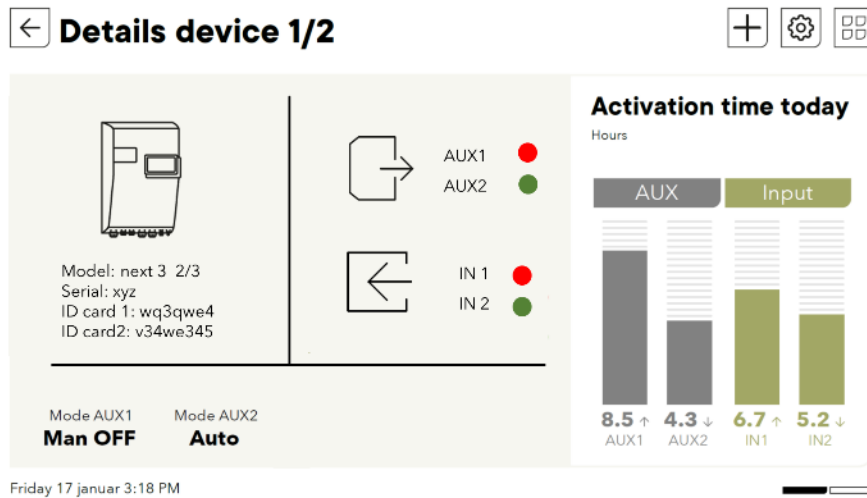 Details device 1/2
Model: next 3 2/3
Serial: xyz
ID card 1: wq3qwe4
ID card2: v34we345
AUX1
AUX2
IN 1
IN 2
Mode AUX1
Man OFF
Mode AUX2
Auto
Activation time today
Hours
AUX
Input
8.5 ↑
AUX1
4.3 ↓
AUX2
6.7 ↑
IN1
5.2 ↓
IN2
Friday 17 januar 3:18 PM